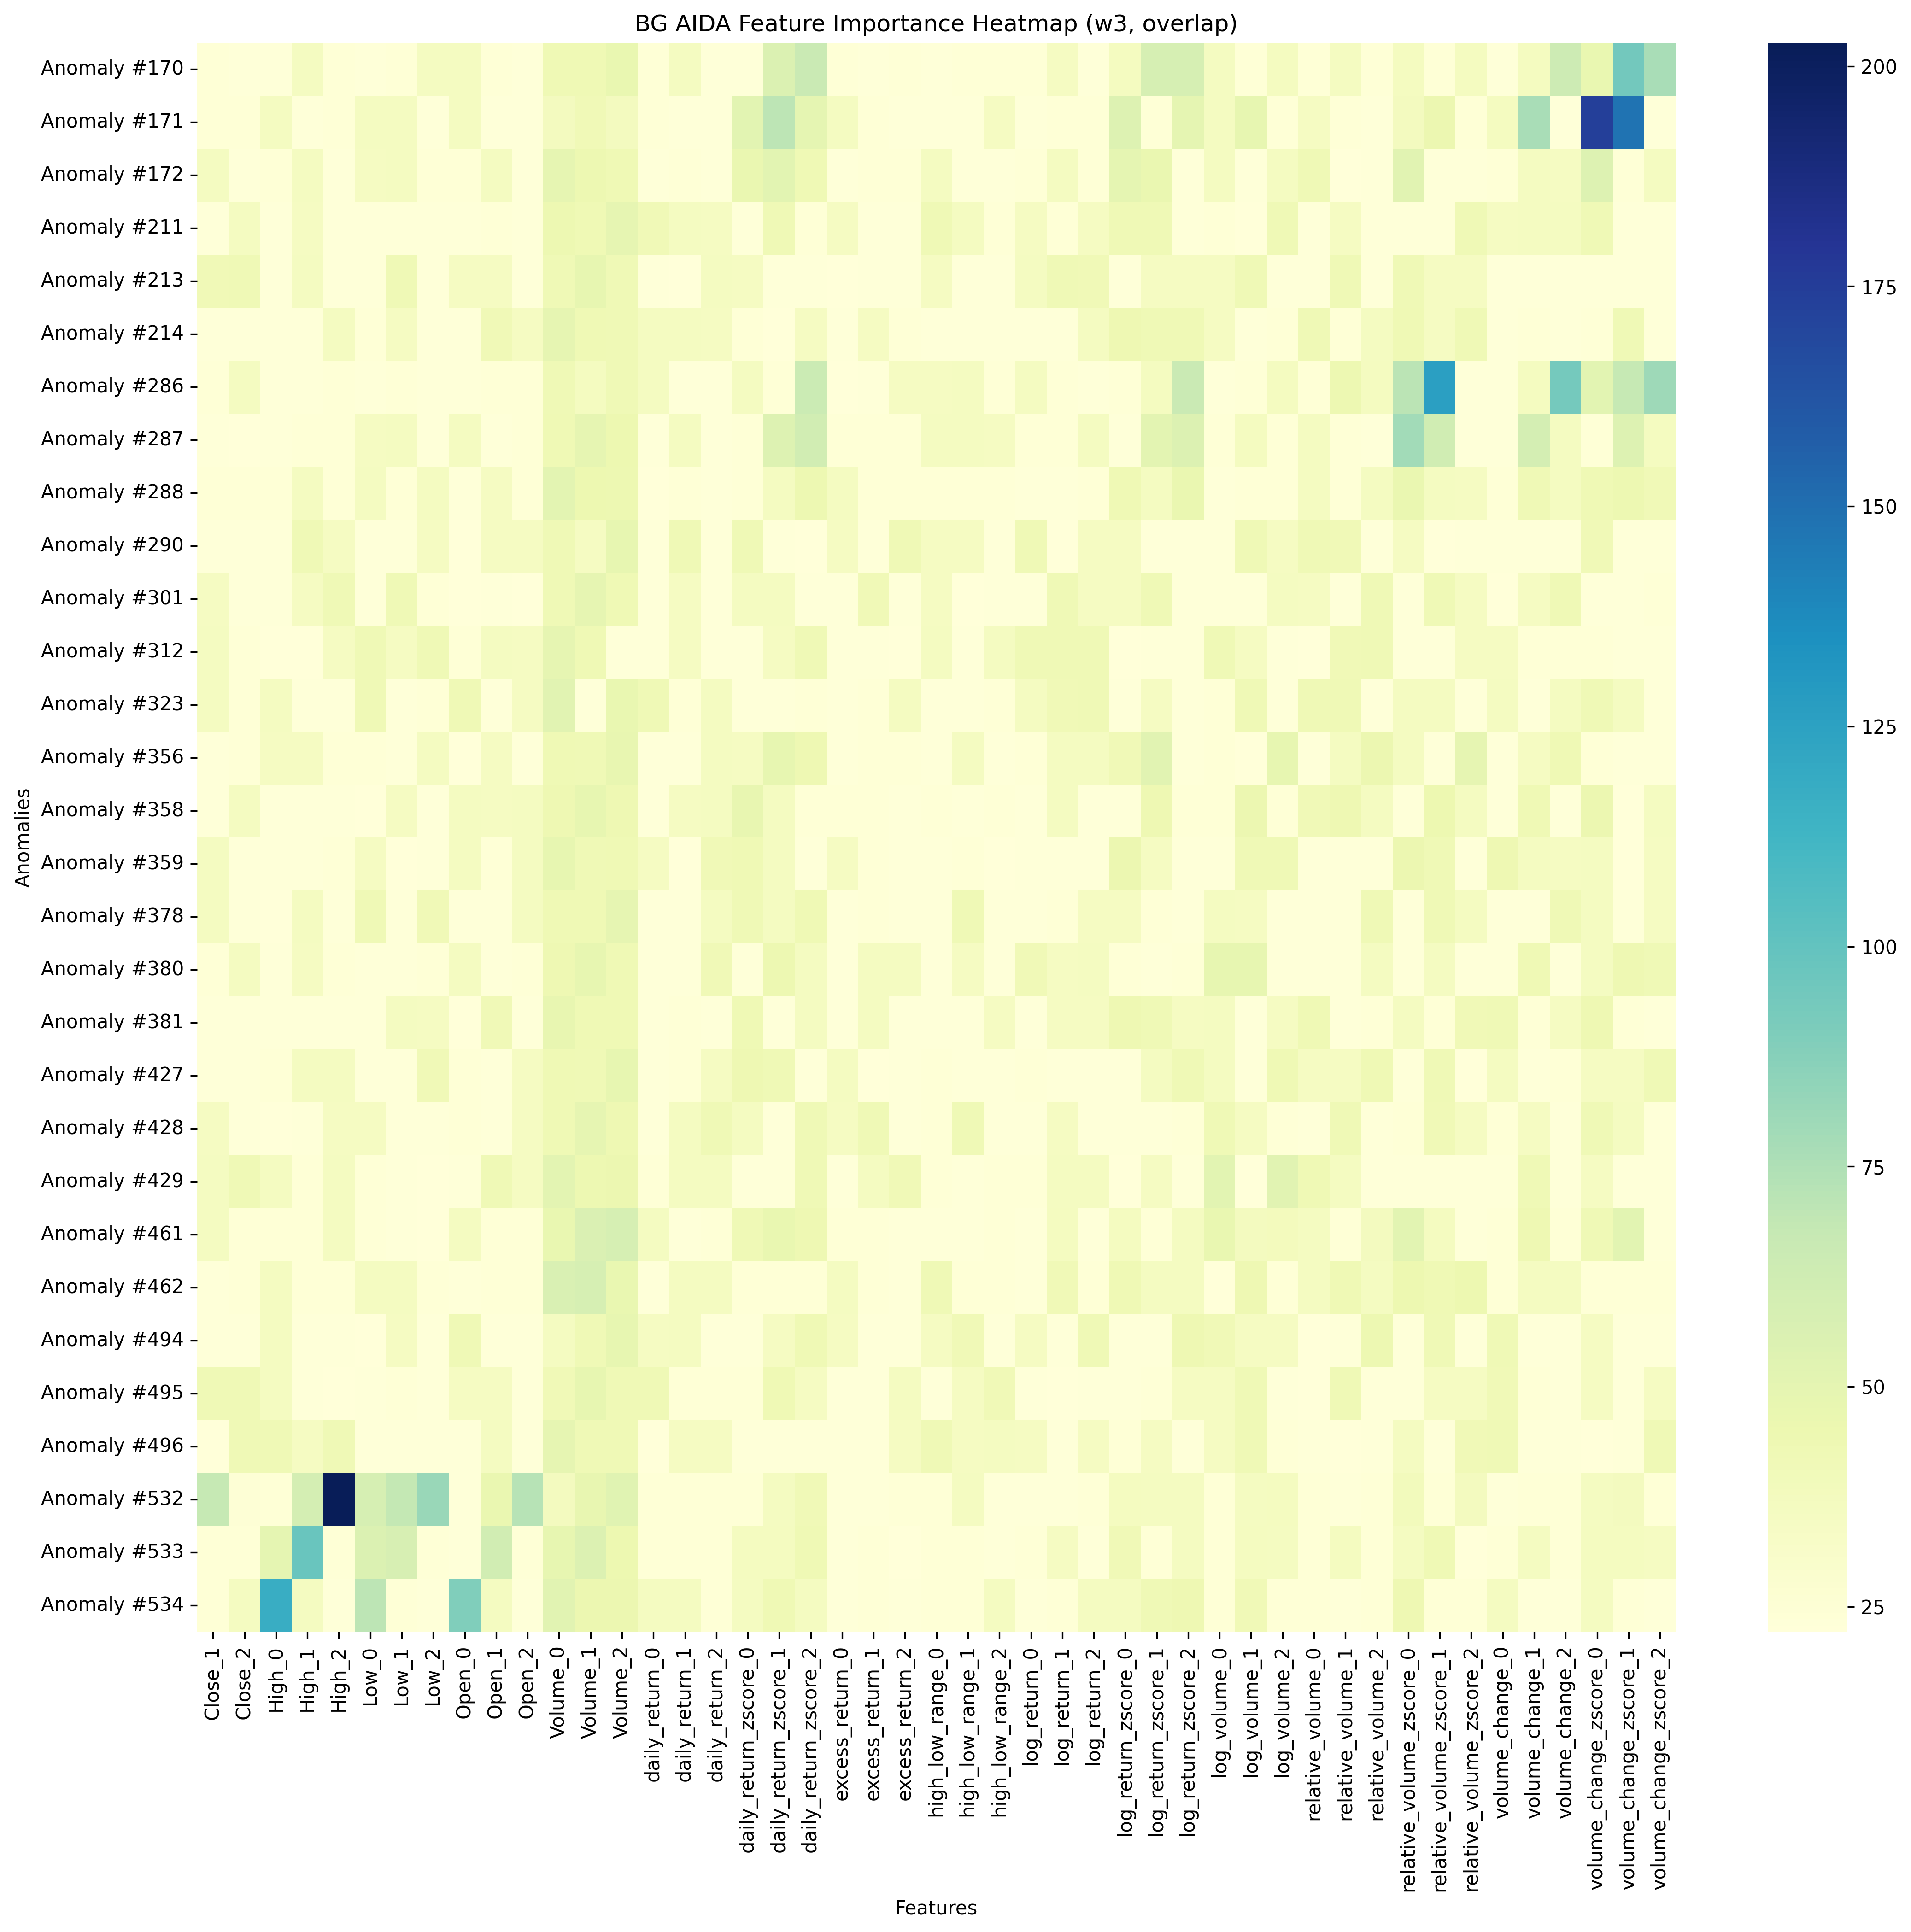 BG AIDA Feature Importance Heatmap (w3, overlap)
Anomalies
Anomaly #170
Anomaly #171
Anomaly #172
Anomaly #211
Anomaly #213
Anomaly #214
Anomaly #286
Anomaly #287
Anomaly #288
Anomaly #290
Anomaly #301
Anomaly #312
Anomaly #323
Anomaly #356
Anomaly #358
Anomaly #359
Anomaly #378
Anomaly #380
Anomaly #381
Anomaly #427
Anomaly #428
Anomaly #429
Anomaly #461
Anomaly #462
Anomaly #494
Anomaly #495
Anomaly #496
Anomaly #532
Anomaly #533
Anomaly #534
Close_1
Close_2
High_0
High_1
High_2
Low_0
Low_1
Low_2
Open_0
Open_1
Open_2
Volume_0
Volume_1
Volume_2
daily_return_0
daily_return_1
daily_return_2
daily_return_zscore_0
daily_return_zscore_1
daily_return_zscore_2
excess_return_0
excess_return_1
excess_return_2
high_low_range_0
high_low_range_1
high_low_range_2
log_return_0
log_return_1
log_return_2
log_return_zscore_0
log_return_zscore_1
log_return_zscore_2
log_volume_0
log_volume_1
log_volume_2
relative_volume_0
relative_volume_1
relative_volume_2
relative_volume_zscore_0
relative_volume_zscore_1
relative_volume_zscore_2
volume_change_0
volume_change_1
volume_change_2
volume_change_zscore_0
volume_change_zscore_1
volume_change_zscore_2
Features
200
175
150
125
100
75
50
25